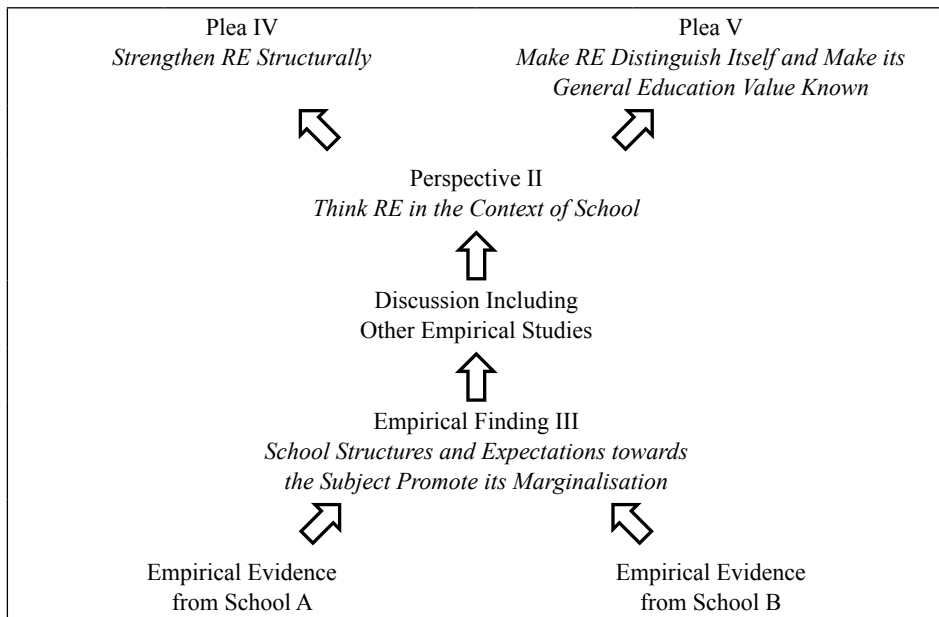 Plea IV
Strengthen RE Structurally
Plea V
Make RE Distinguish Itself and Make its
General Education Value Known
Perspective II
Think RE in the Context of School
Discussion Including
Other Empirical Studies
Empirical Finding III
School Structures and Expectations towards
the Subject Promote its Marginalisation
Empirical Evidence
from School A
Empirical Evidence
from School B